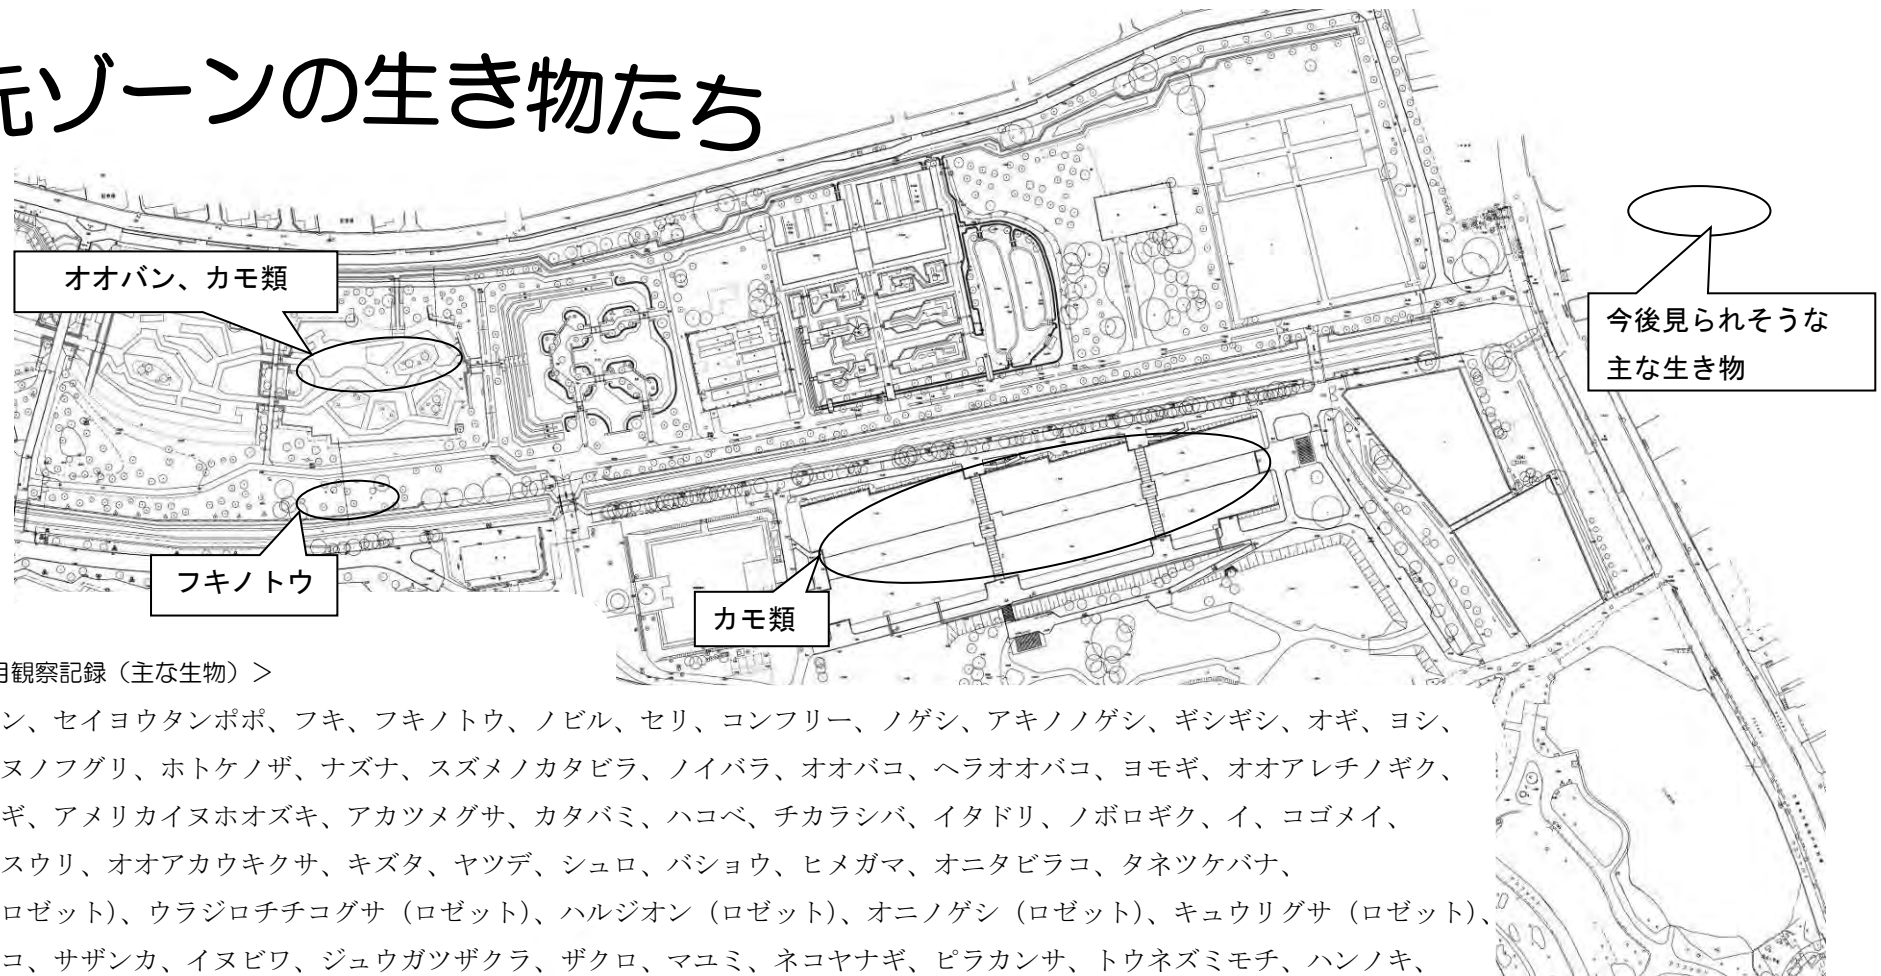 元ゾーンの生き物たち
オオバン、カモ類
今後見られそうな
主な生き物
フキノトウ
カモ類
月観察記録（主な生物）＞
ン、セイヨウタンポポ、フキ、フキノトウ、ノビル、セリ、コンフリー、ノゲシ、アキノノゲシ、ギシギシ、オギ、ヨシ、
ヌノフグリ、ホトケノザ、ナズナ、スズメノカタビラ、ノイバラ、オオバコ、ヘラオオバコ、ヨモギ、オオアレチノギク、
ギ、アメリカイヌホオズキ、アカツメグサ、カタバミ、ハコベ、チカラシバ、イタドリ、ノボロギク、イ、コゴメイ、
スウリ、オオアカウキクサ、キズタ、ヤツデ、シュロ、バショウ、ヒメガマ、オニタビラコ、タネツケバナ、
ロゼット）、ウラジロチチコグサ（ロゼット）、ハルジオン（ロゼット）、オニノゲシ（ロゼット）、キュウリグサ（ロゼット）、
コ、サザンカ、イヌビワ、ジュウガツザクラ、ザクロ、マユミ、ネコヤナギ、ピラカンサ、トウネズミモチ、ハンノキ、